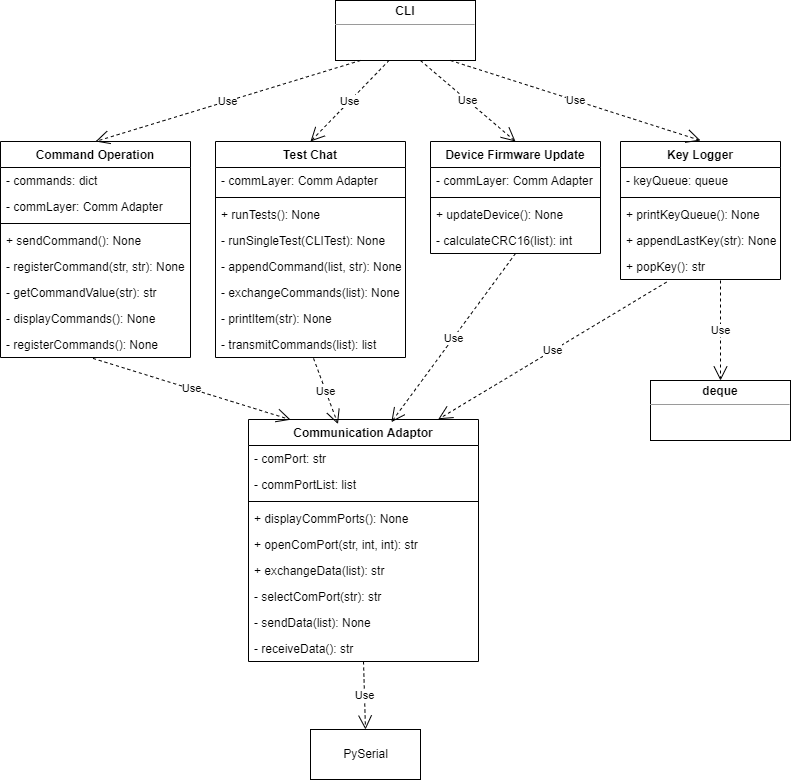 CLI
Use
Use
Use
Use
Command Operation
- commands: dict
- commLayer: Comm Adapter
+ sendCommand(): None
- registerCommand(str, str): None
- getCommandValue(str): str
- displayCommands(): None
- registerCommands(): None
Test Chat
- commLayer: Comm Adapter
+ runTests(): None
- runSingleTest(CLITest): None
- appendCommand(list, str): None
- exchangeCommands(list): None
- printItem(str): None
- transmitCommands(list): list
Device Firmware Update
- commLayer: Comm Adapter
+ updateDevice(): None
- calculateCRC16(list): int
Key Logger
- keyQueue: queue
+ printKeyQueue(): None
+ appendLastKey(str): None
+ popKey(): str
Use
Use
Use
Use
Use
deque
Communication Adaptor
- comPort: str
- commPortList: list
+ displayCommPorts(): None
+ openComPort(str, int, int): str
+ exchangeData(list): str
- selectComPort(str): str
- sendData(list): None
- receiveData(): str
Use
PySerial